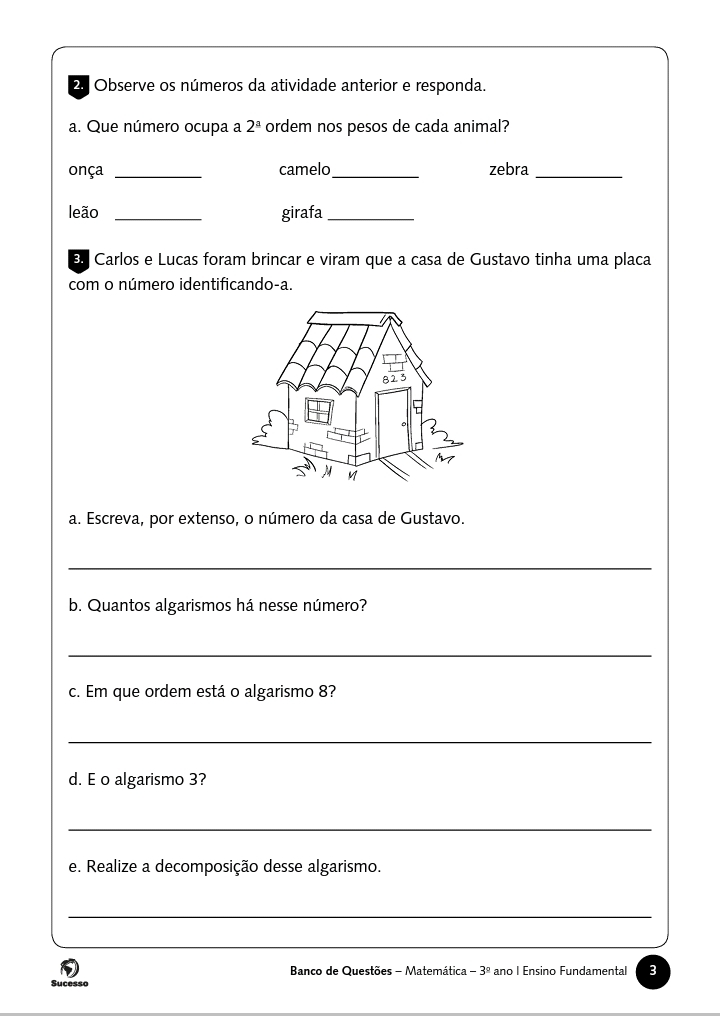 2. Observe os números da atividade anterior e responda.
a. Que número ocupa a 2ª ordem nos pesos de cada animal?
onça __________ camelo __________ zebra __________
leão __________ girafa __________
3. Carlos e Lucas foram brincar e viram que a casa de Gustavo tinha uma placa
com o número identificando-a.
823
a. Escreva, por extenso, o número da casa de Gustavo.
b. Quantos algarismos há nesse número?
c. Em que ordem está o algarismo 8?
d. E o algarismo 3?
e. Realize a decomposição desse algarismo.
Sucesso
Banco de Questões – Matemática – 3º ano | Ensino Fundamental 3